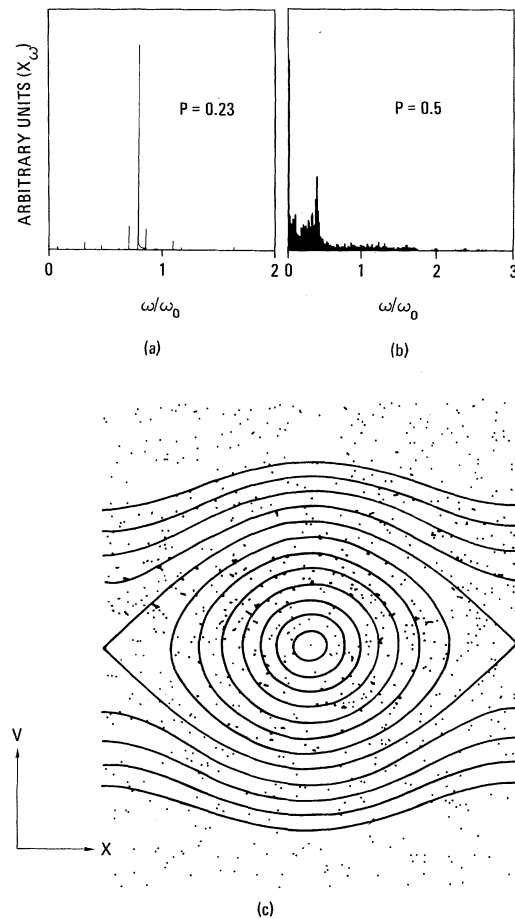 ARBITRARY UNITS (Xω)
P = 0.23
0
1
2
ω/ω₀
(a)
P = 0.5
0
1
2
3
ω/ω₀
(b)
V
X
(c)